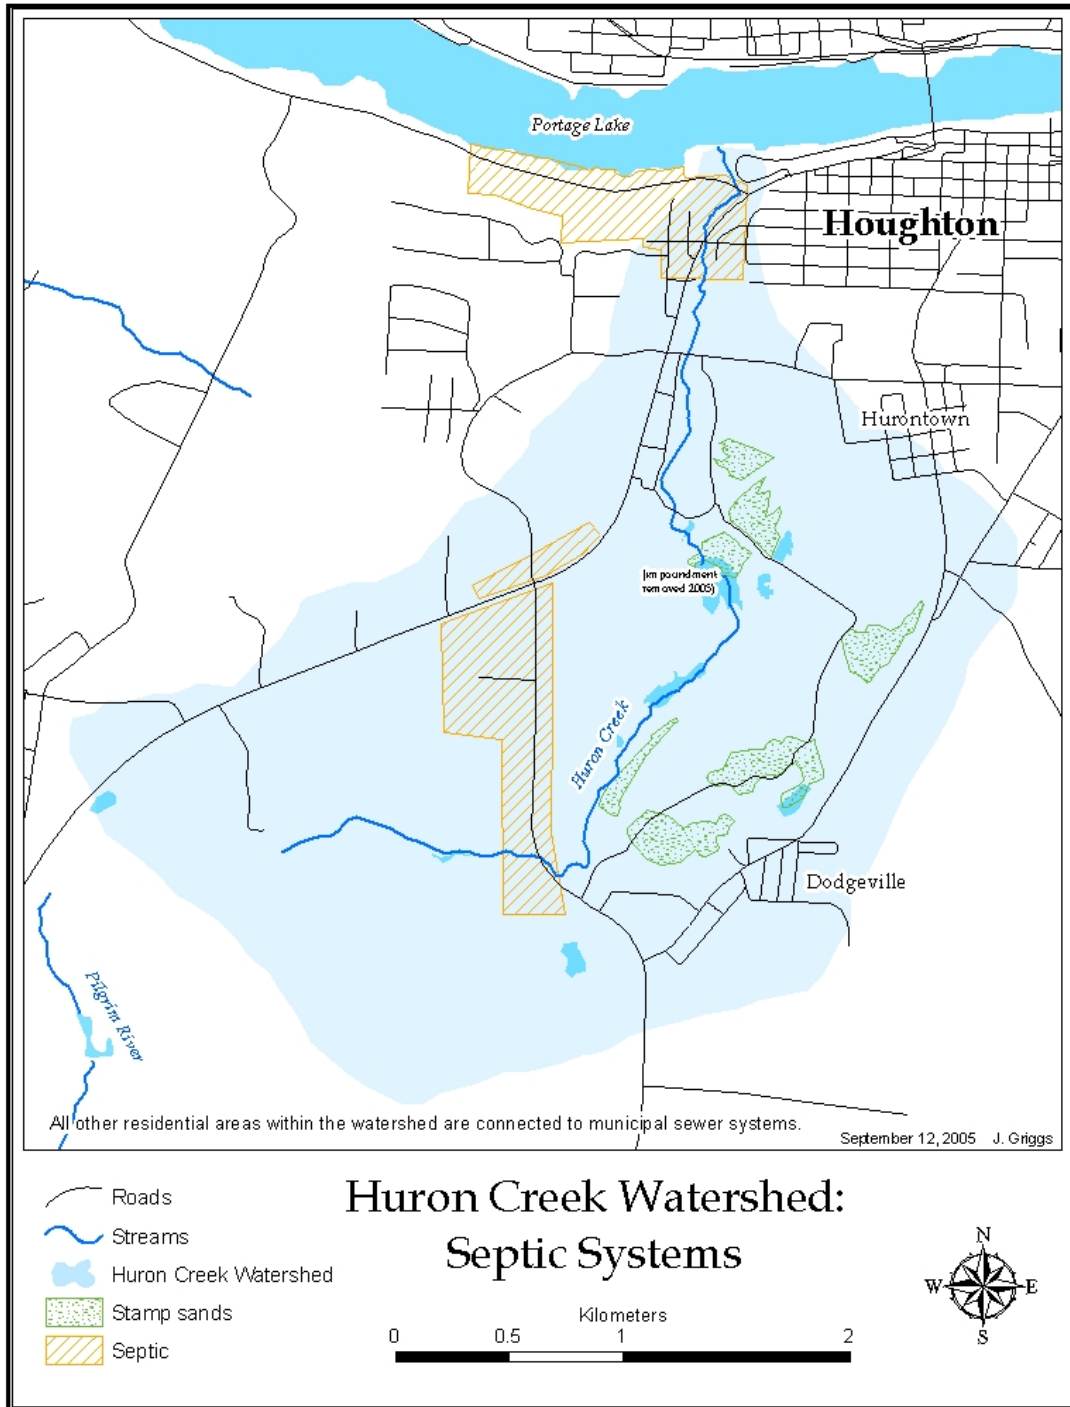 Portage Lake
Houghton
Hurontown
(impoundment
removed 2005)
Huron Creek
Dodgeville
Pilgrim River
All other residential areas within the watershed are connected to municipal sewer systems.
September 12, 2005 J. Griggs
Huron Creek Watershed:
Septic Systems
Roads
Streams
Huron Creek Watershed
Stamp sands
Septic
Kilometers
0 0.5 1 2
N
W E
S